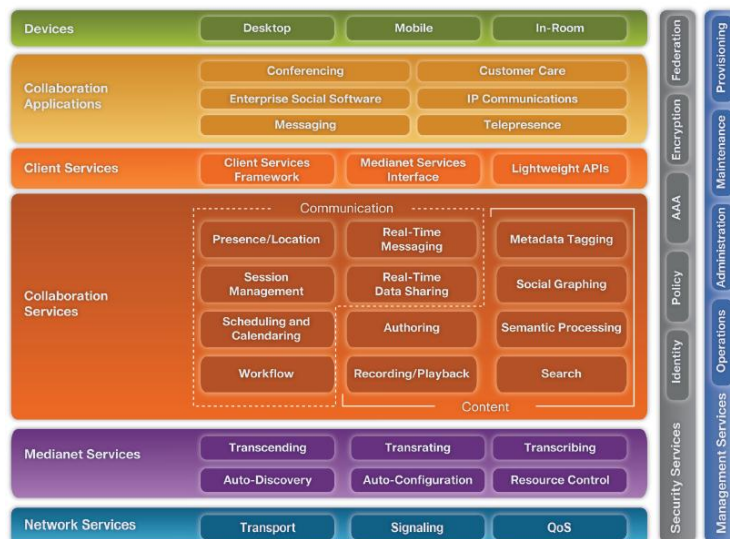 Devices
Desktop
Mobile
In-Room
Collaboration
Applications
Conferencing
Customer Care
Enterprise Social Software
IP Communications
Messaging
Telepresence
Client Services
Client Services
Framework
Medianet Services
Interface
Lightweight APIs
Collaboration
Services
Communication
Presence/Location
Real-Time
Messaging
Metadata Tagging
Session
Management
Real-Time
Data Sharing
Social Graphing
Scheduling and
Calendaring
Authoring
Semantic Processing
Workflow
Recording/Playback
Search
Content
Medianet Services
Transcending
Transrating
Transcribing
Auto-Discovery
Auto-Configuration
Resource Control
Network Services
Transport
Signaling
QoS
Security Services
Identity
Policy
AAA
Encryption
Federation
Management Services
Operations
Administration
Maintenance
Provisioning